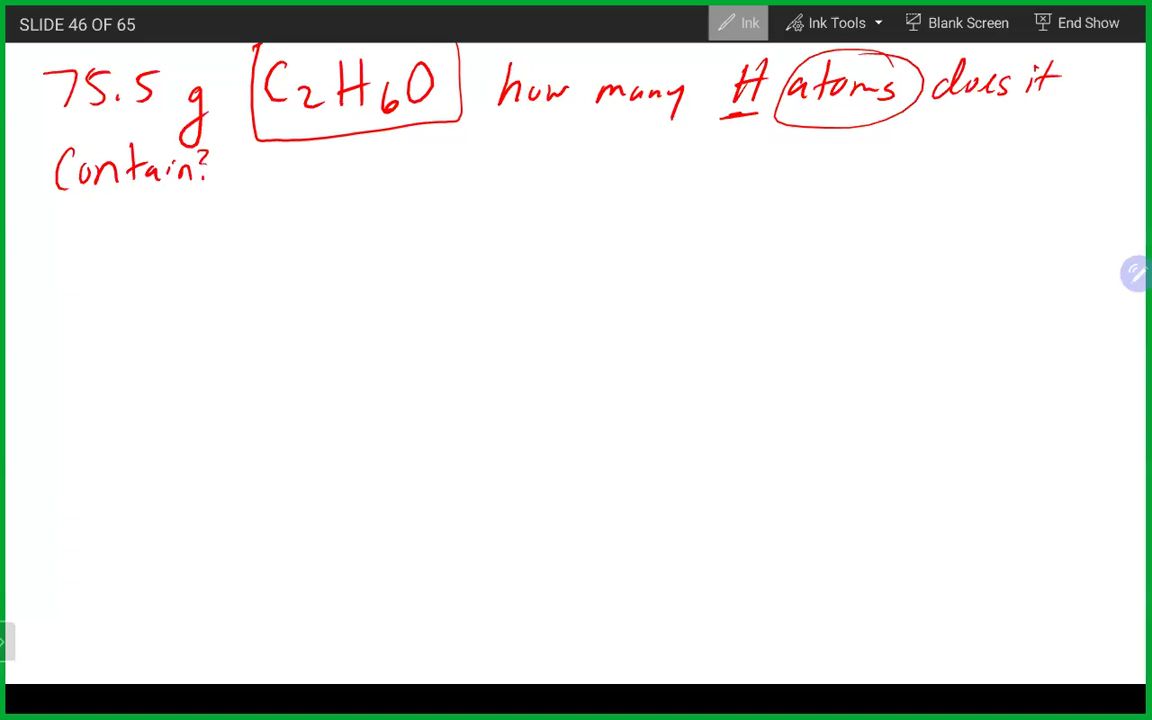 SLIDE 46 OF 65 Ink Ink Tools Blank Screen End Show
75.5 g C₂H₆O how many H atoms does it
contain?